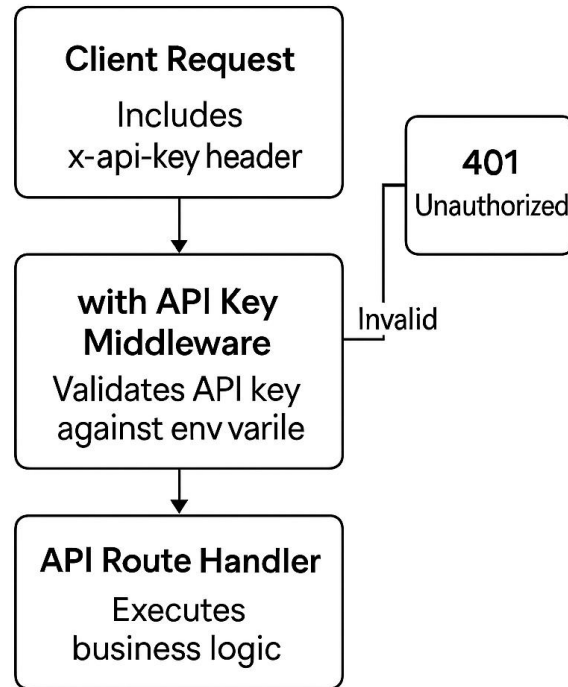 Client Request
Includes
x-api-key header
401
Unauthorized
with API Key
Middleware
Validates API key
against env varile
Invalid
API Route Handler
Executes
business logic